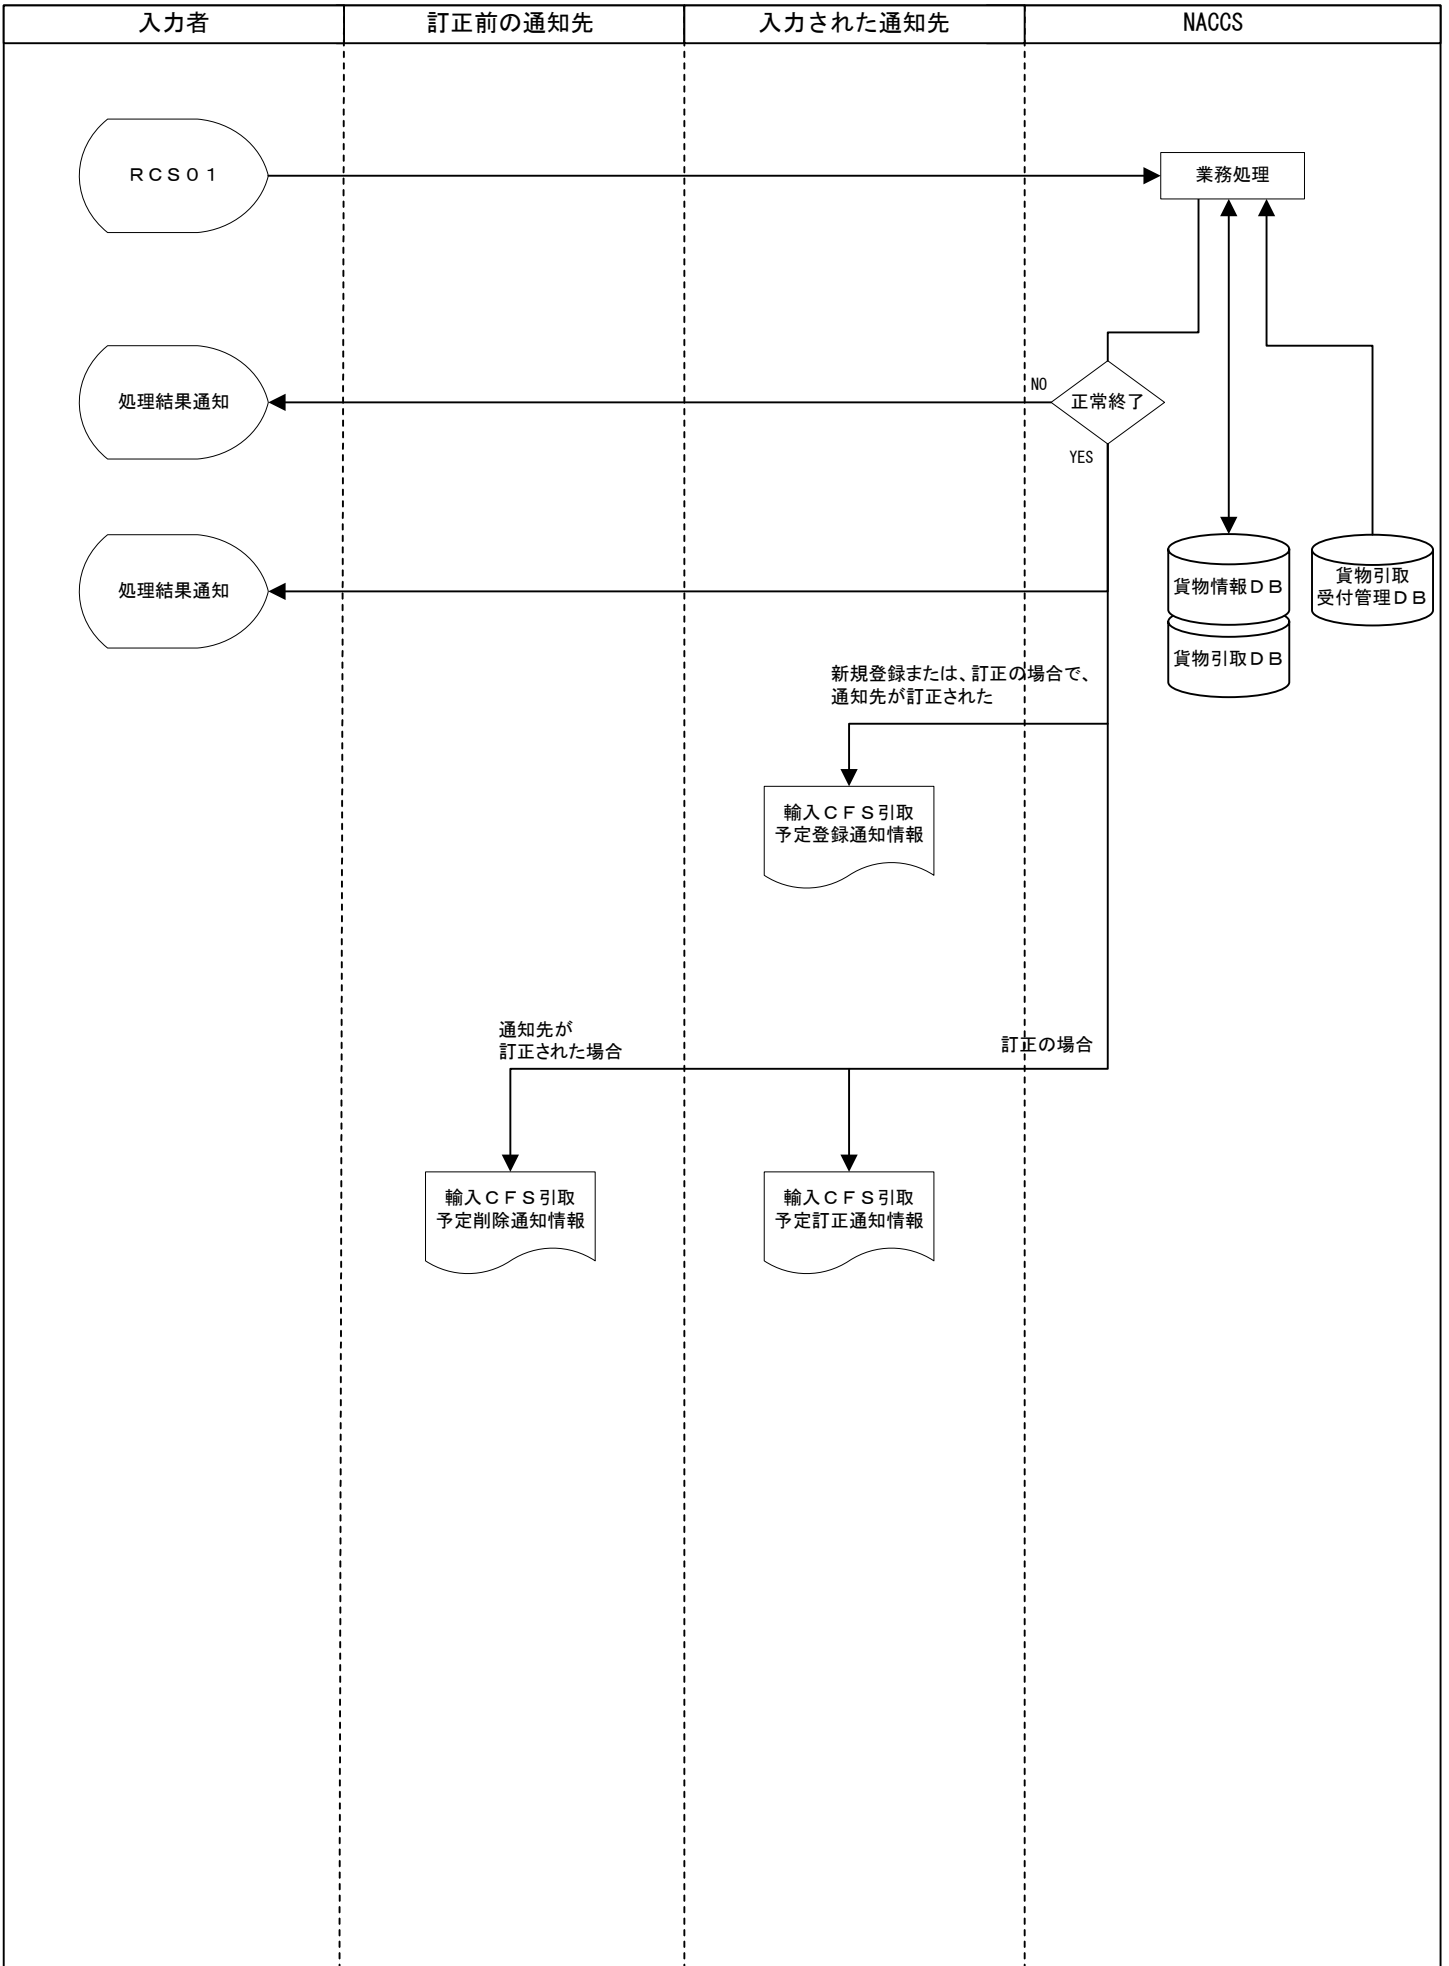 入力者
訂正前の通知先
入力された通知先
NACCS
ＲＣＳ０１
業務処理
処理結果通知
NO
正常終了
YES
処理結果通知
貨物情報ＤＢ
貨物引取
受付管理ＤＢ
貨物引取ＤＢ
新規登録または、訂正の場合で、
通知先が訂正された
輸入ＣＦＳ引取
予定登録通知情報
通知先が
訂正された場合
訂正の場合
輸入ＣＦＳ引取
予定削除通知情報
輸入ＣＦＳ引取
予定訂正通知情報